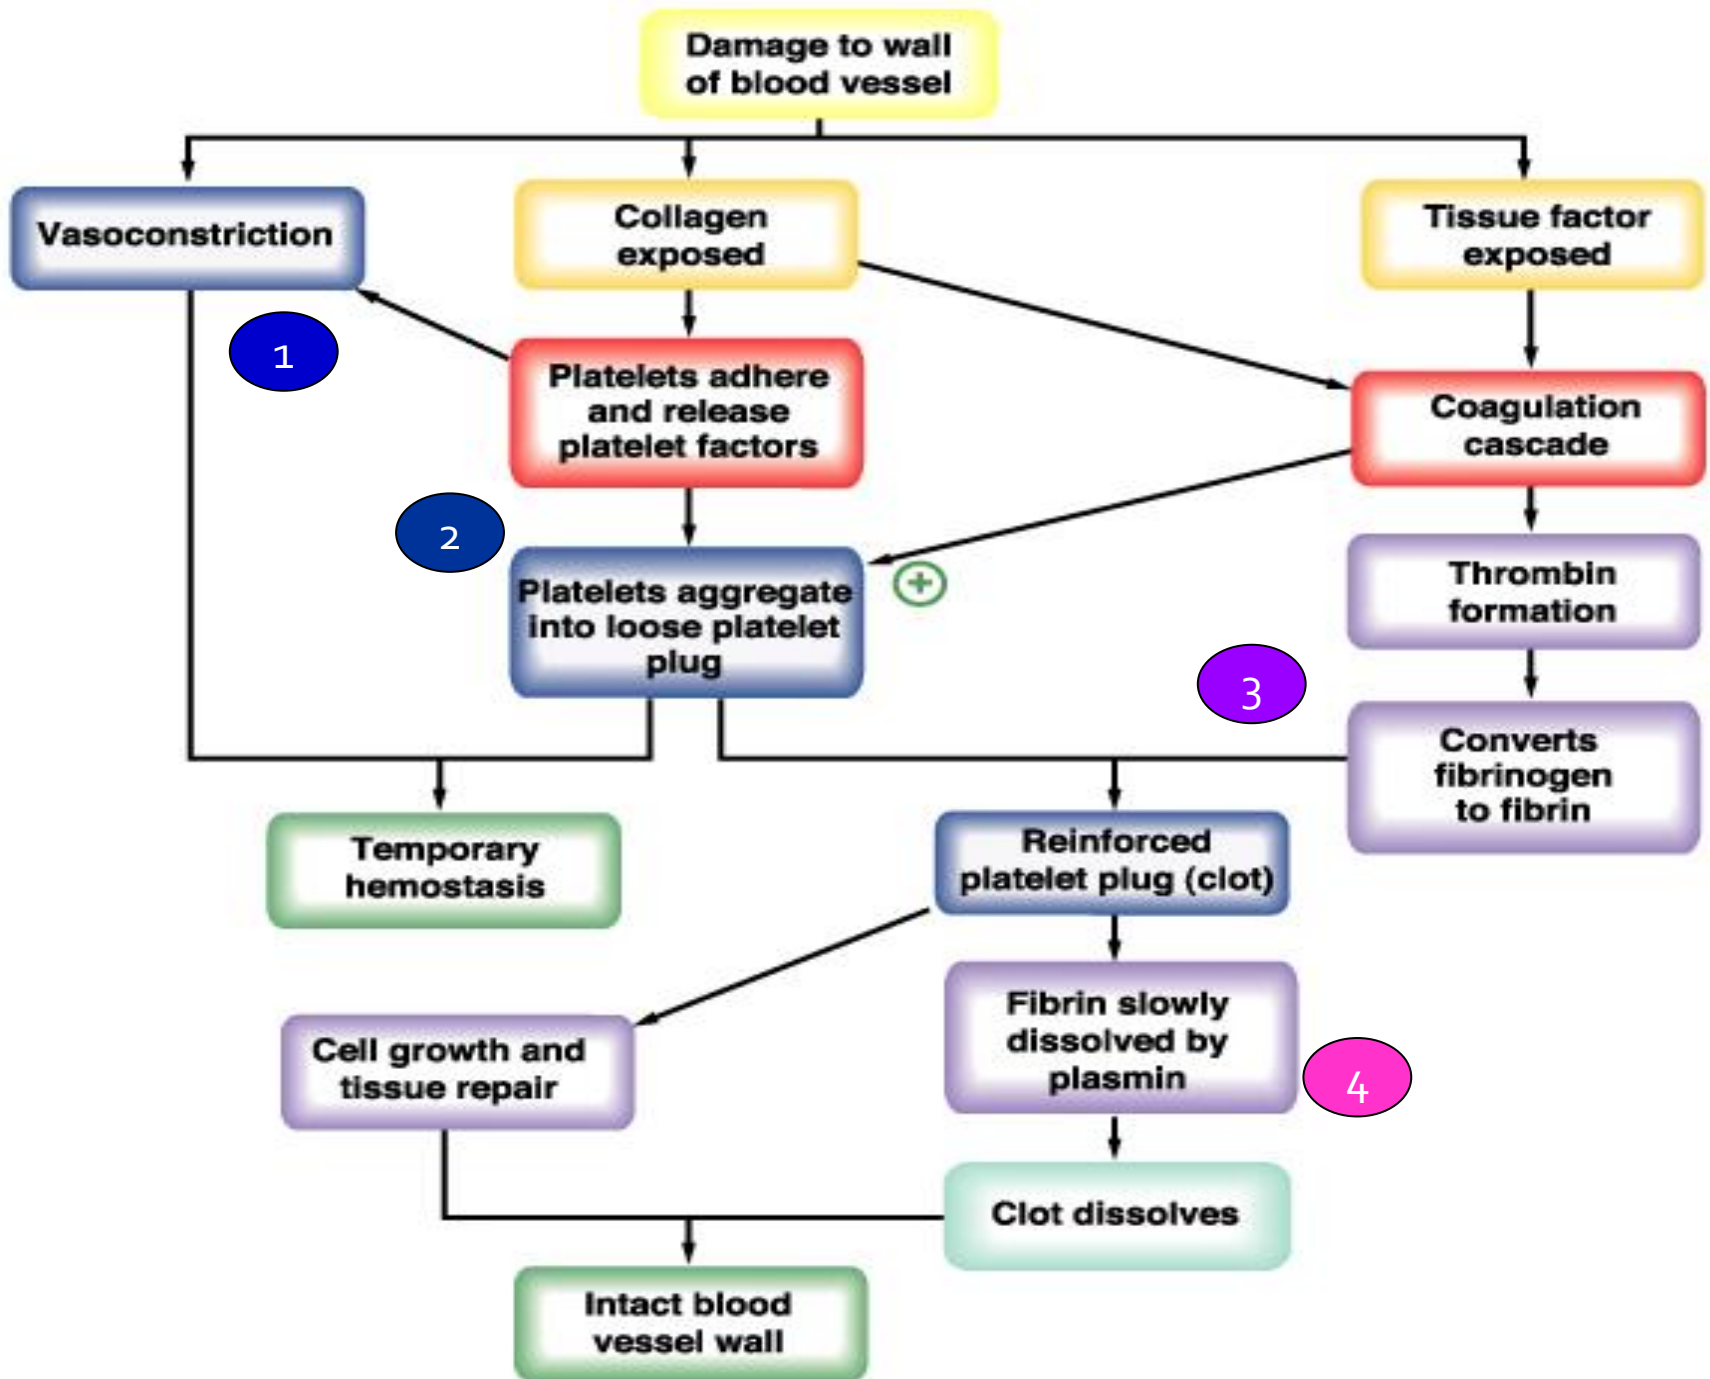 Damage to wall
of blood vessel
Vasoconstriction
Collagen
exposed
Tissue factor
exposed
1
Platelets adhere
and release
platelet factors
Coagulation
cascade
2
Platelets aggregate
into loose platelet
plug
+
Thrombin
formation
3
Converts
fibrinogen
to fibrin
Temporary
hemostasis
Reinforced
platelet plug (clot)
Cell growth and
tissue repair
Fibrin slowly
dissolved by
plasmin
4
Clot dissolves
Intact blood
vessel wall